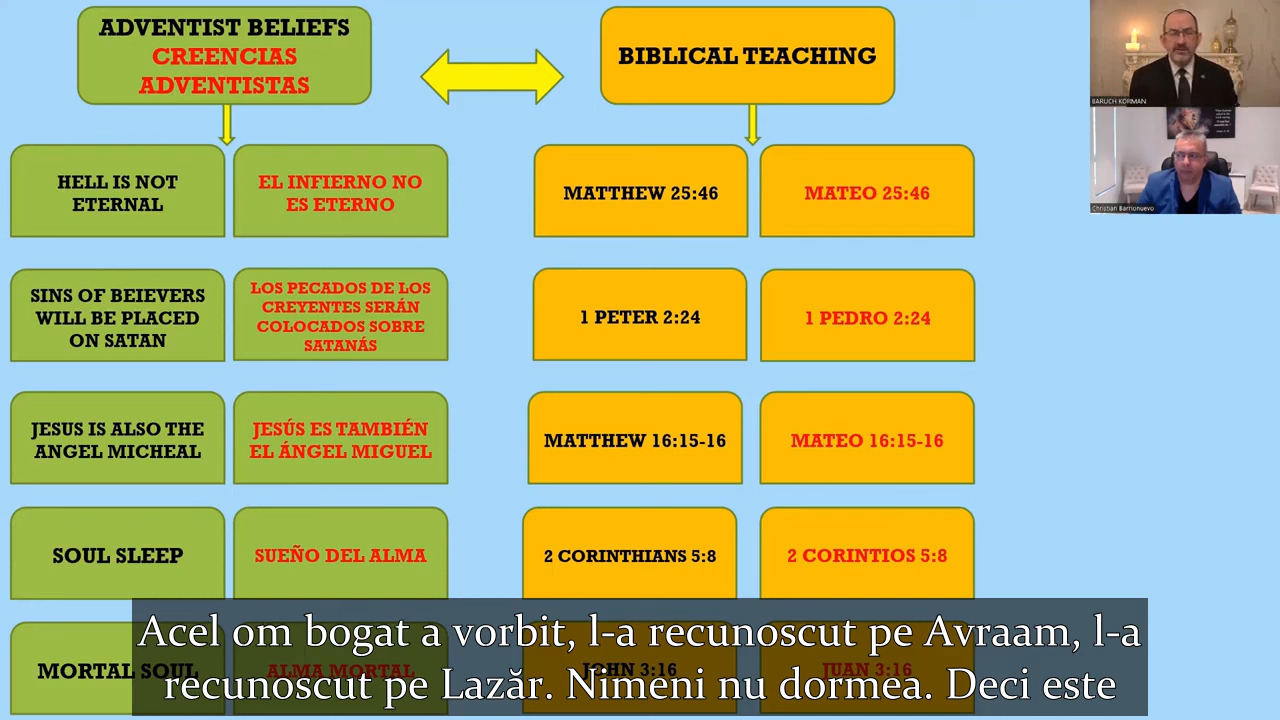 ADVENTIST BELIEFS
CREENCIAS
ADVENTISTAS
BIBLICAL TEACHING
BARUCH KORMAN
Christian Barrionuevo
HELL IS NOT
ETERNAL
EL INFIERNO NO
ES ETERNO
MATTHEW 25:46
MATEO 25:46
SINS OF BEIEVERS
WILL BE PLACED
ON SATAN
LOS PECADOS DE LOS
CREYENTES SERÁN
COLOCADOS SOBRE
SATANÁS
1 PETER 2:24
1 PEDRO 2:24
JESUS IS ALSO THE
ANGEL MICHEAL
JESÚS ES TAMBIÉN
EL ÁNGEL MIGUEL
MATTHEW 16:15-16
MATEO 16:15-16
SOUL SLEEP
SUEÑO DEL ALMA
2 CORINTHIANS 5:8
2 CORINTIOS 5:8
MORTAL SOUL
ALMA MORTAL
JOHN 3:16
JUAN 3:16
Acel om bogat a vorbit, l-a recunoscut pe Avraam, l-a
recunoscut pe Lazăr. Nimeni nu dormea. Deci este